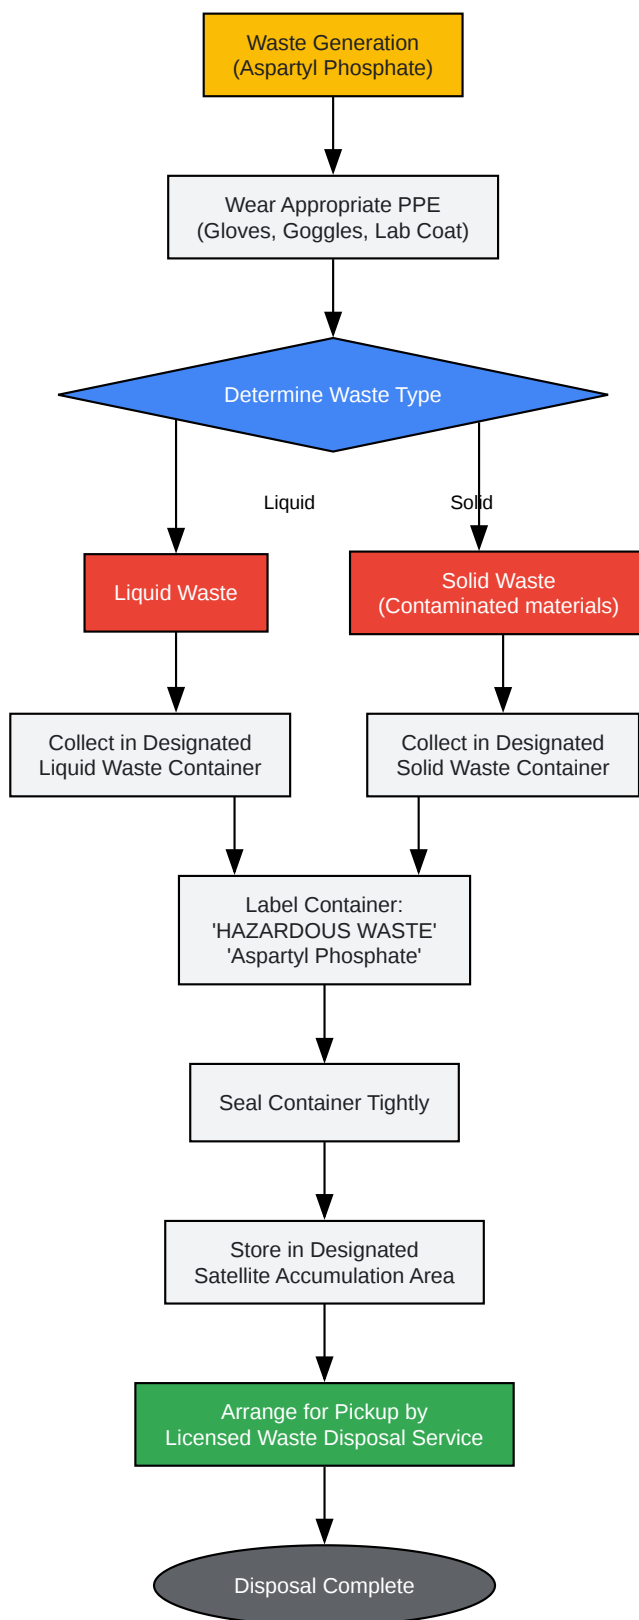 Waste Generation
(Aspartyl Phosphate)
Wear Appropriate PPE
(Gloves, Goggles, Lab Coat)
Determine Waste Type
Liquid
Solid
Liquid Waste
Solid Waste
(Contaminated materials)
Collect in Designated
Liquid Waste Container
Collect in Designated
Solid Waste Container
Label Container:
'HAZARDOUS WASTE'
'Aspartyl Phosphate'
Seal Container Tightly
Store in Designated
Satellite Accumulation Area
Arrange for Pickup by
Licensed Waste Disposal Service
Disposal Complete